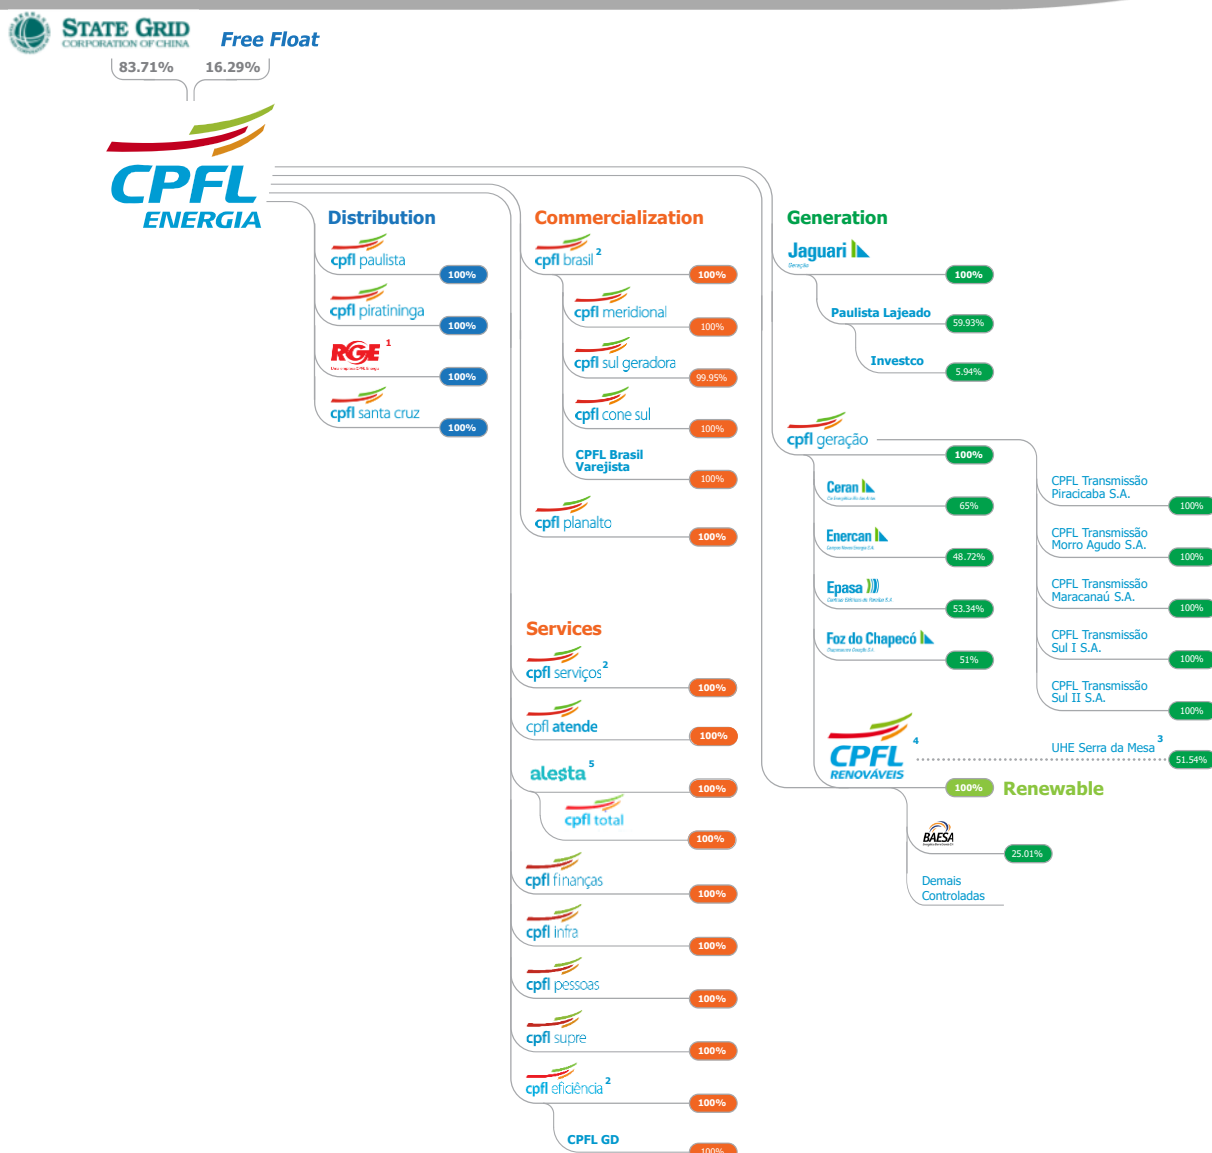 STATE GRID
CORPORATION OF CHINA
Free Float
83.71%
16.29%
CPFL
ENERGIA
Distribution
cpfl paulista
100%
cpfl piratininga
100%
RGE 1
100%
cpfl santa cruz
100%
Commercialization
cpfl brasil 2
100%
cpfl meridional
100%
cpfl sul geradora
99.95%
cpfl cone sul
100%
CPFL Brasil
Varejista
100%
cpfl planalto
100%
Services
cpfl serviços 2
100%
cpfl atende
100%
alesta 5
100%
cpfl total
100%
cpfl finanças
100%
cpfl infra
100%
cpfl pessoas
100%
cpfl supre
100%
cpfl eficiência 2
100%
CPFL GD
100%
Generation
Jaguari
Geração
100%
Paulista Lajeado
59.93%
Investco
5.94%
cpfl geração
100%
Ceran
65%
Enercan
48.72%
Epasa
53.34%
Foz do Chapecó
51%
CPFL Transmissão
Piracicaba S.A.
100%
CPFL Transmissão
Morro Agudo S.A.
100%
CPFL Transmissão
Maracanaú S.A.
100%
CPFL Transmissão
Sul I S.A.
100%
CPFL Transmissão
Sul II S.A.
100%
CPFL 4
RENOVÁVEIS
UHE Serra da Mesa 3
51.54%
100%
Renewable
BAESA
25.01%
Demais
Controladas